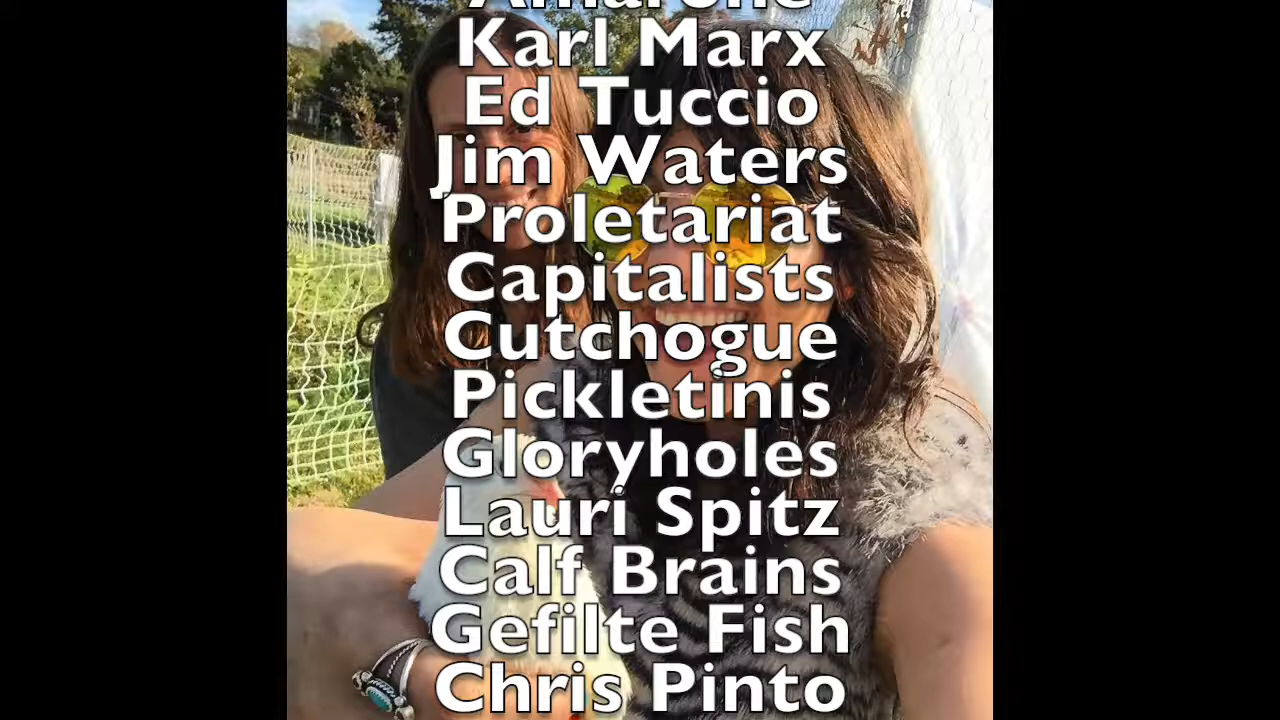 Amarone
Karl Marx
Ed Tuccio
Jim Waters
Proletariat
Capitalists
Cutchogue
Pickletinis
Gloryholes
Lauri Spitz
Calf Brains
Gefilte Fish
Chris Pinto